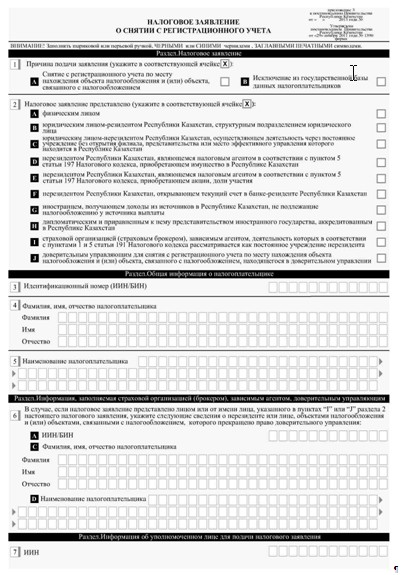 приложение 5
НАЛОГОВОЕ ЗАЯВЛЕНИЕ
О СНЯТИИ С РЕГИСТРАЦИОННОГО УЧЕТА
ВНИМАНИЕ! Заполнять шариковой или перьевой ручкой, ЧЕРНЫМИ или СИНИМИ чернилами, ЗАГЛАВНЫМИ ПЕЧАТНЫМИ символами.
Раздел.Налоговое заявление
1 Причина подачи заявления (укажите в соответствующей ячейке X ):
A Снятие с регистрационного учета по месту
нахождения объекта налогообложения и (или) объекта,
связанного с налогообложением
B Исключение из государственной базы
данных налогоплательщиков
2 Налоговое заявление представлено (укажите в соответствующей ячейке X ):
A физическим лицом
B юридическим лицом-резидентом Республики Казахстан, структурным подразделением юридического
лица
C юридическим лицом-нерезидентом Республики Казахстан, осуществляющим деятельность через постоянное
учреждение без открытия филиала, представительства или место эффективного управления которого
находится в Республике Казахстан
D нерезидентом Республики Казахстан, являющимся налоговым агентом в соответствии с пунктом 5
статьи 197 Налогового кодекса, приобретающим имущество в Республике Казахстан
E нерезидентом Республики Казахстан, являющимся налоговым агентом в соответствии с пунктом 5
статьи 197 Налогового кодекса, приобретающим акции, доли участия
F нерезидентом Республики Казахстан, открывающем текущий счет в банке-резиденте Республики Казахстан
G иностранцем, получающим доходы из источников в Республике Казахстан, не подлежащие
налогообложению у источника выплаты
H дипломатическим и приравненным к нему представительством иностранного государства, аккредитованным
в Республике Казахстан
I страховой организацией (страховым брокером), зависимым агентом, деятельность которых в соответствии
с пунктами 1 и 5 статьи 191 Налогового кодекса рассматривается как постоянное учреждение нерезидента
J доверительным управляющим для снятия с регистрационного учета по месту нахождения объекта
налогообложения и (или) объекта, связанного с налогообложением, находящегося в доверительном управлении
Раздел.Общая информация о налогоплательщике
3 Идентификационный номер (ИИН/БИН)
4 Фамилия, имя, отчество налогоплательщика
Фамилия
Имя
Отчество
5 Наименование налогоплательщика
Раздел.Информация, заполняемая страховой организацией (брокером), зависимым агентом, доверительным управляющим
6 В случае, если налоговое заявление представлено лицом или от имени лица, указанного в пунктах "I" или "J" раздела 2
настоящего налогового заявления, укажите следующие сведения о нерезиденте или лице, с объектами налогообложения
и (или) объектами, связанными с налогообложением, которого прекращено право доверительного управления:
A ИИН/БИН
C Фамилия, имя, отчество налогоплательщика
Фамилия
Имя
Отчество
D Наименование налогоплательщика
Раздел.Информация об уполномоченном лице для подачи налогового заявления
7 ИИН